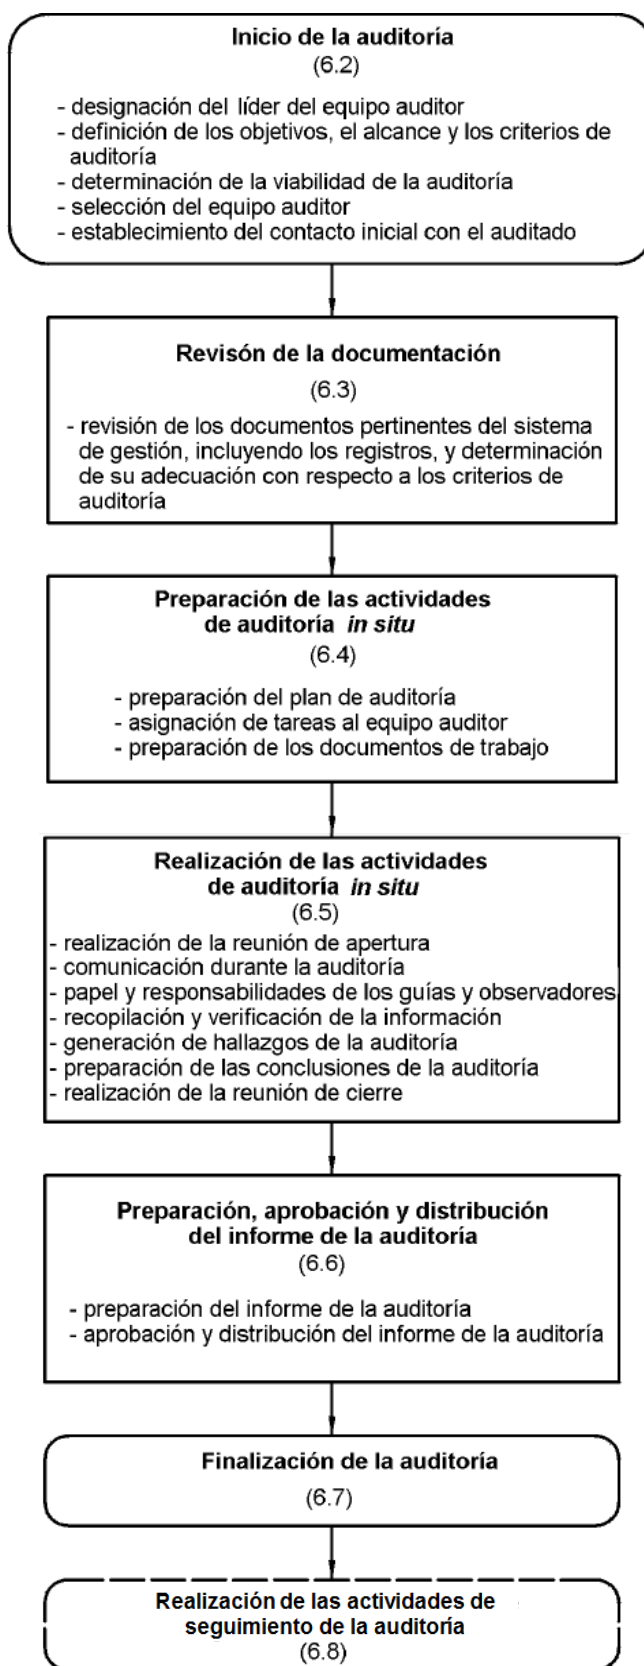 Inicio de la auditoría
(6.2)
- designación del líder del equipo auditor
- definición de los objetivos, el alcance y los criterios de
auditoría
- determinación de la viabilidad de la auditoría
- selección del equipo auditor
- establecimiento del contacto inicial con el auditado
Revisón de la documentación
(6.3)
- revisión de los documentos pertinentes del sistema
de gestión, incluyendo los registros, y determinación
de su adecuación con respecto a los criterios de
auditoría
Preparación de las actividades
de auditoría in situ
(6.4)
- preparación del plan de auditoría
- asignación de tareas al equipo auditor
- preparación de los documentos de trabajo
Realización de las actividades
de auditoría in situ
(6.5)
- realización de la reunión de apertura
- comunicación durante la auditoría
- papel y responsabilidades de los guías y observadores
- recopilación y verificación de la información
- generación de hallazgos de la auditoría
- preparación de las conclusiones de la auditoría
- realización de la reunión de cierre
Preparación, aprobación y distribución
del informe de la auditoría
(6.6)
- preparación del informe de la auditoría
- aprobación y distribución del informe de la auditoría
Finalización de la auditoría
(6.7)
Realización de las actividades de
seguimiento de la auditoría
(6.8)